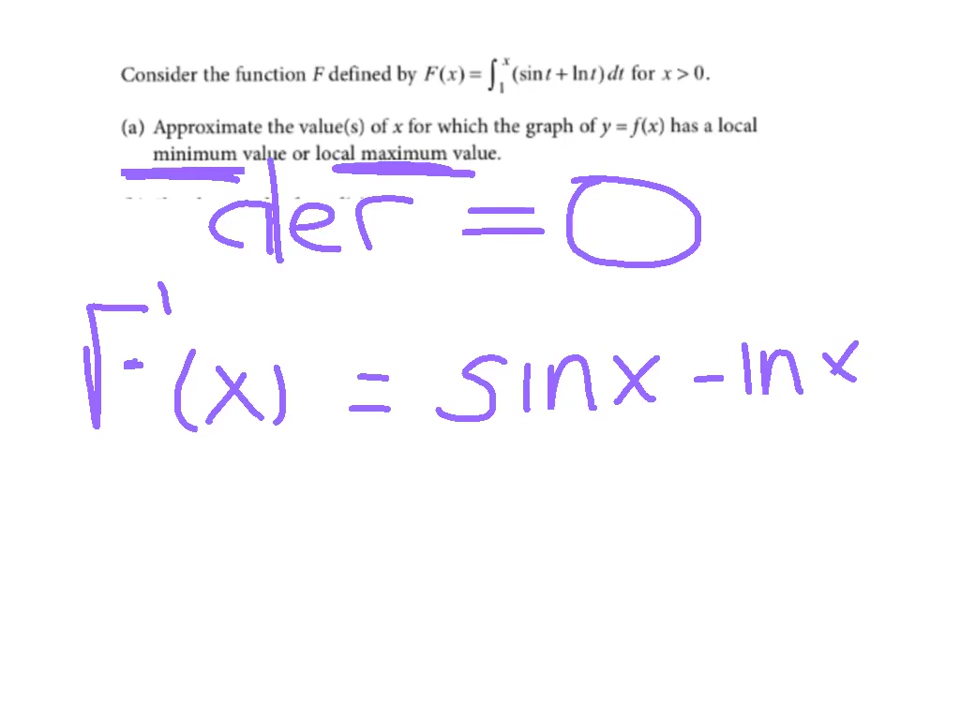 Consider the function F defined by F(x) = ∫₁ˣ (sin t + ln t) dt for x > 0.
(a) Approximate the value(s) of x for which the graph of y = f(x) has a local
minimum value or local maximum value.
der = 0
F'(x) = sinx - ln x